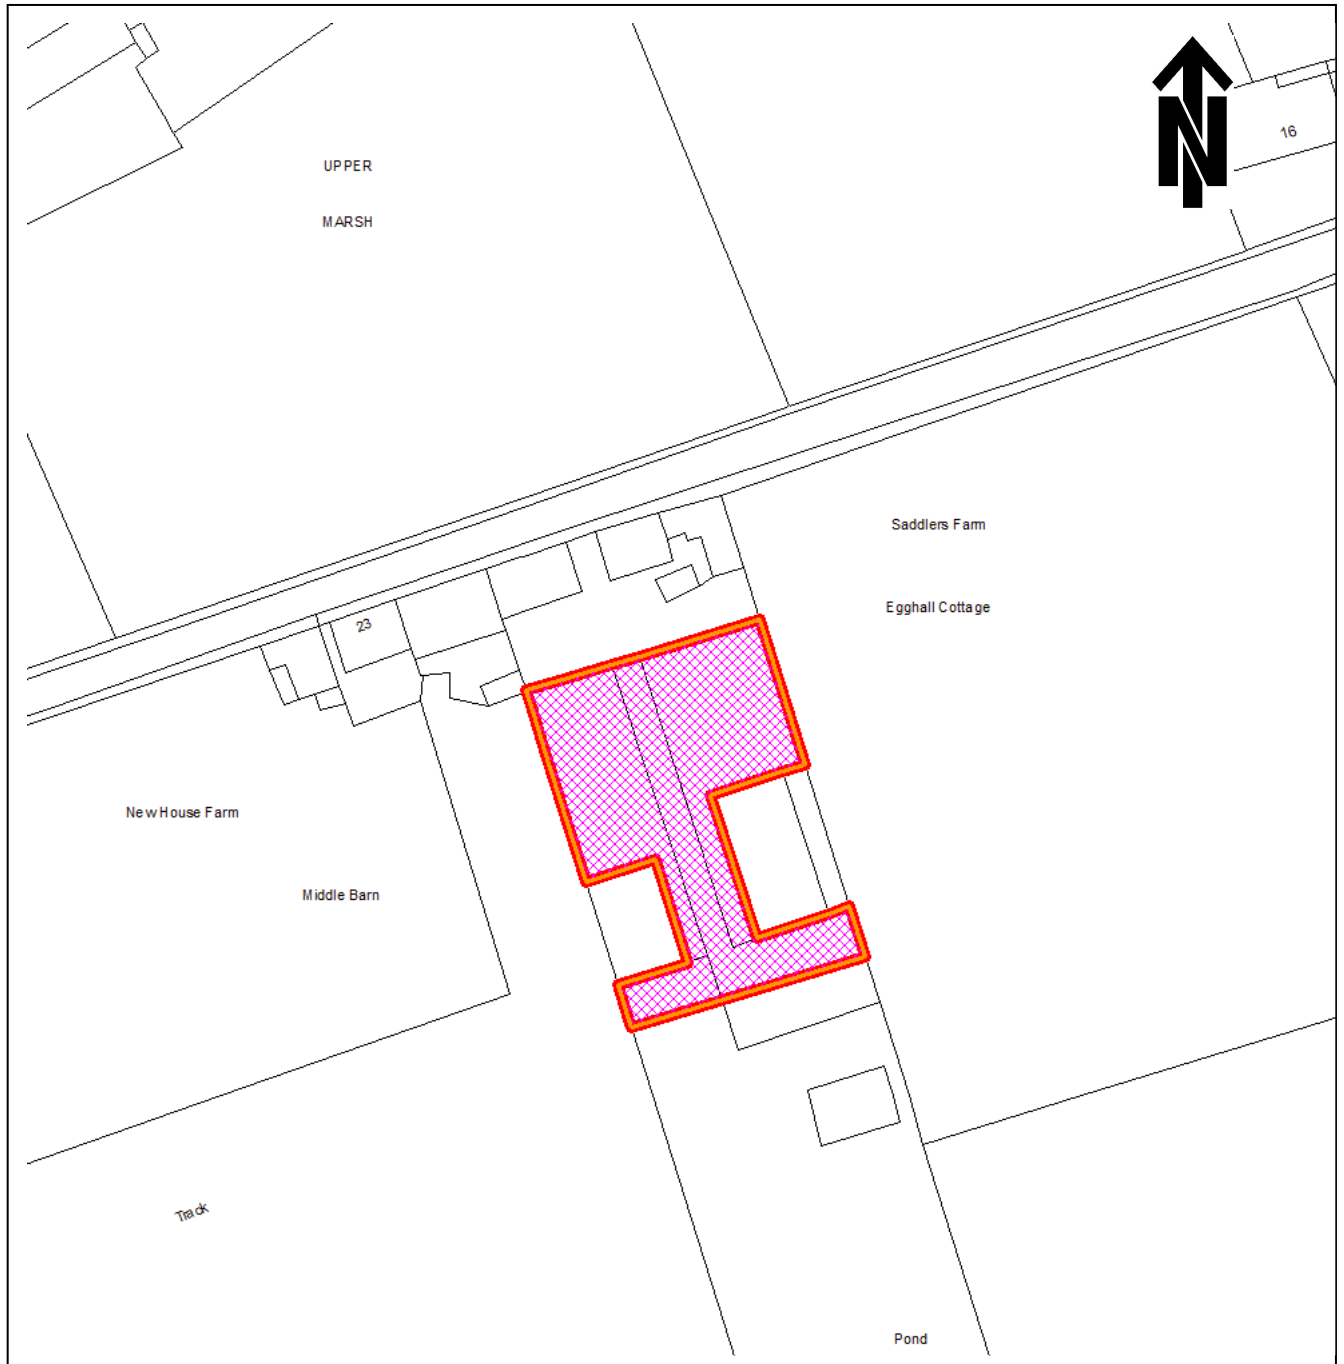 N
16
UPPER
MARSH
Saddlers Farm
Egghall Cottage
23
New House Farm
Middle Barn
Track
Pond